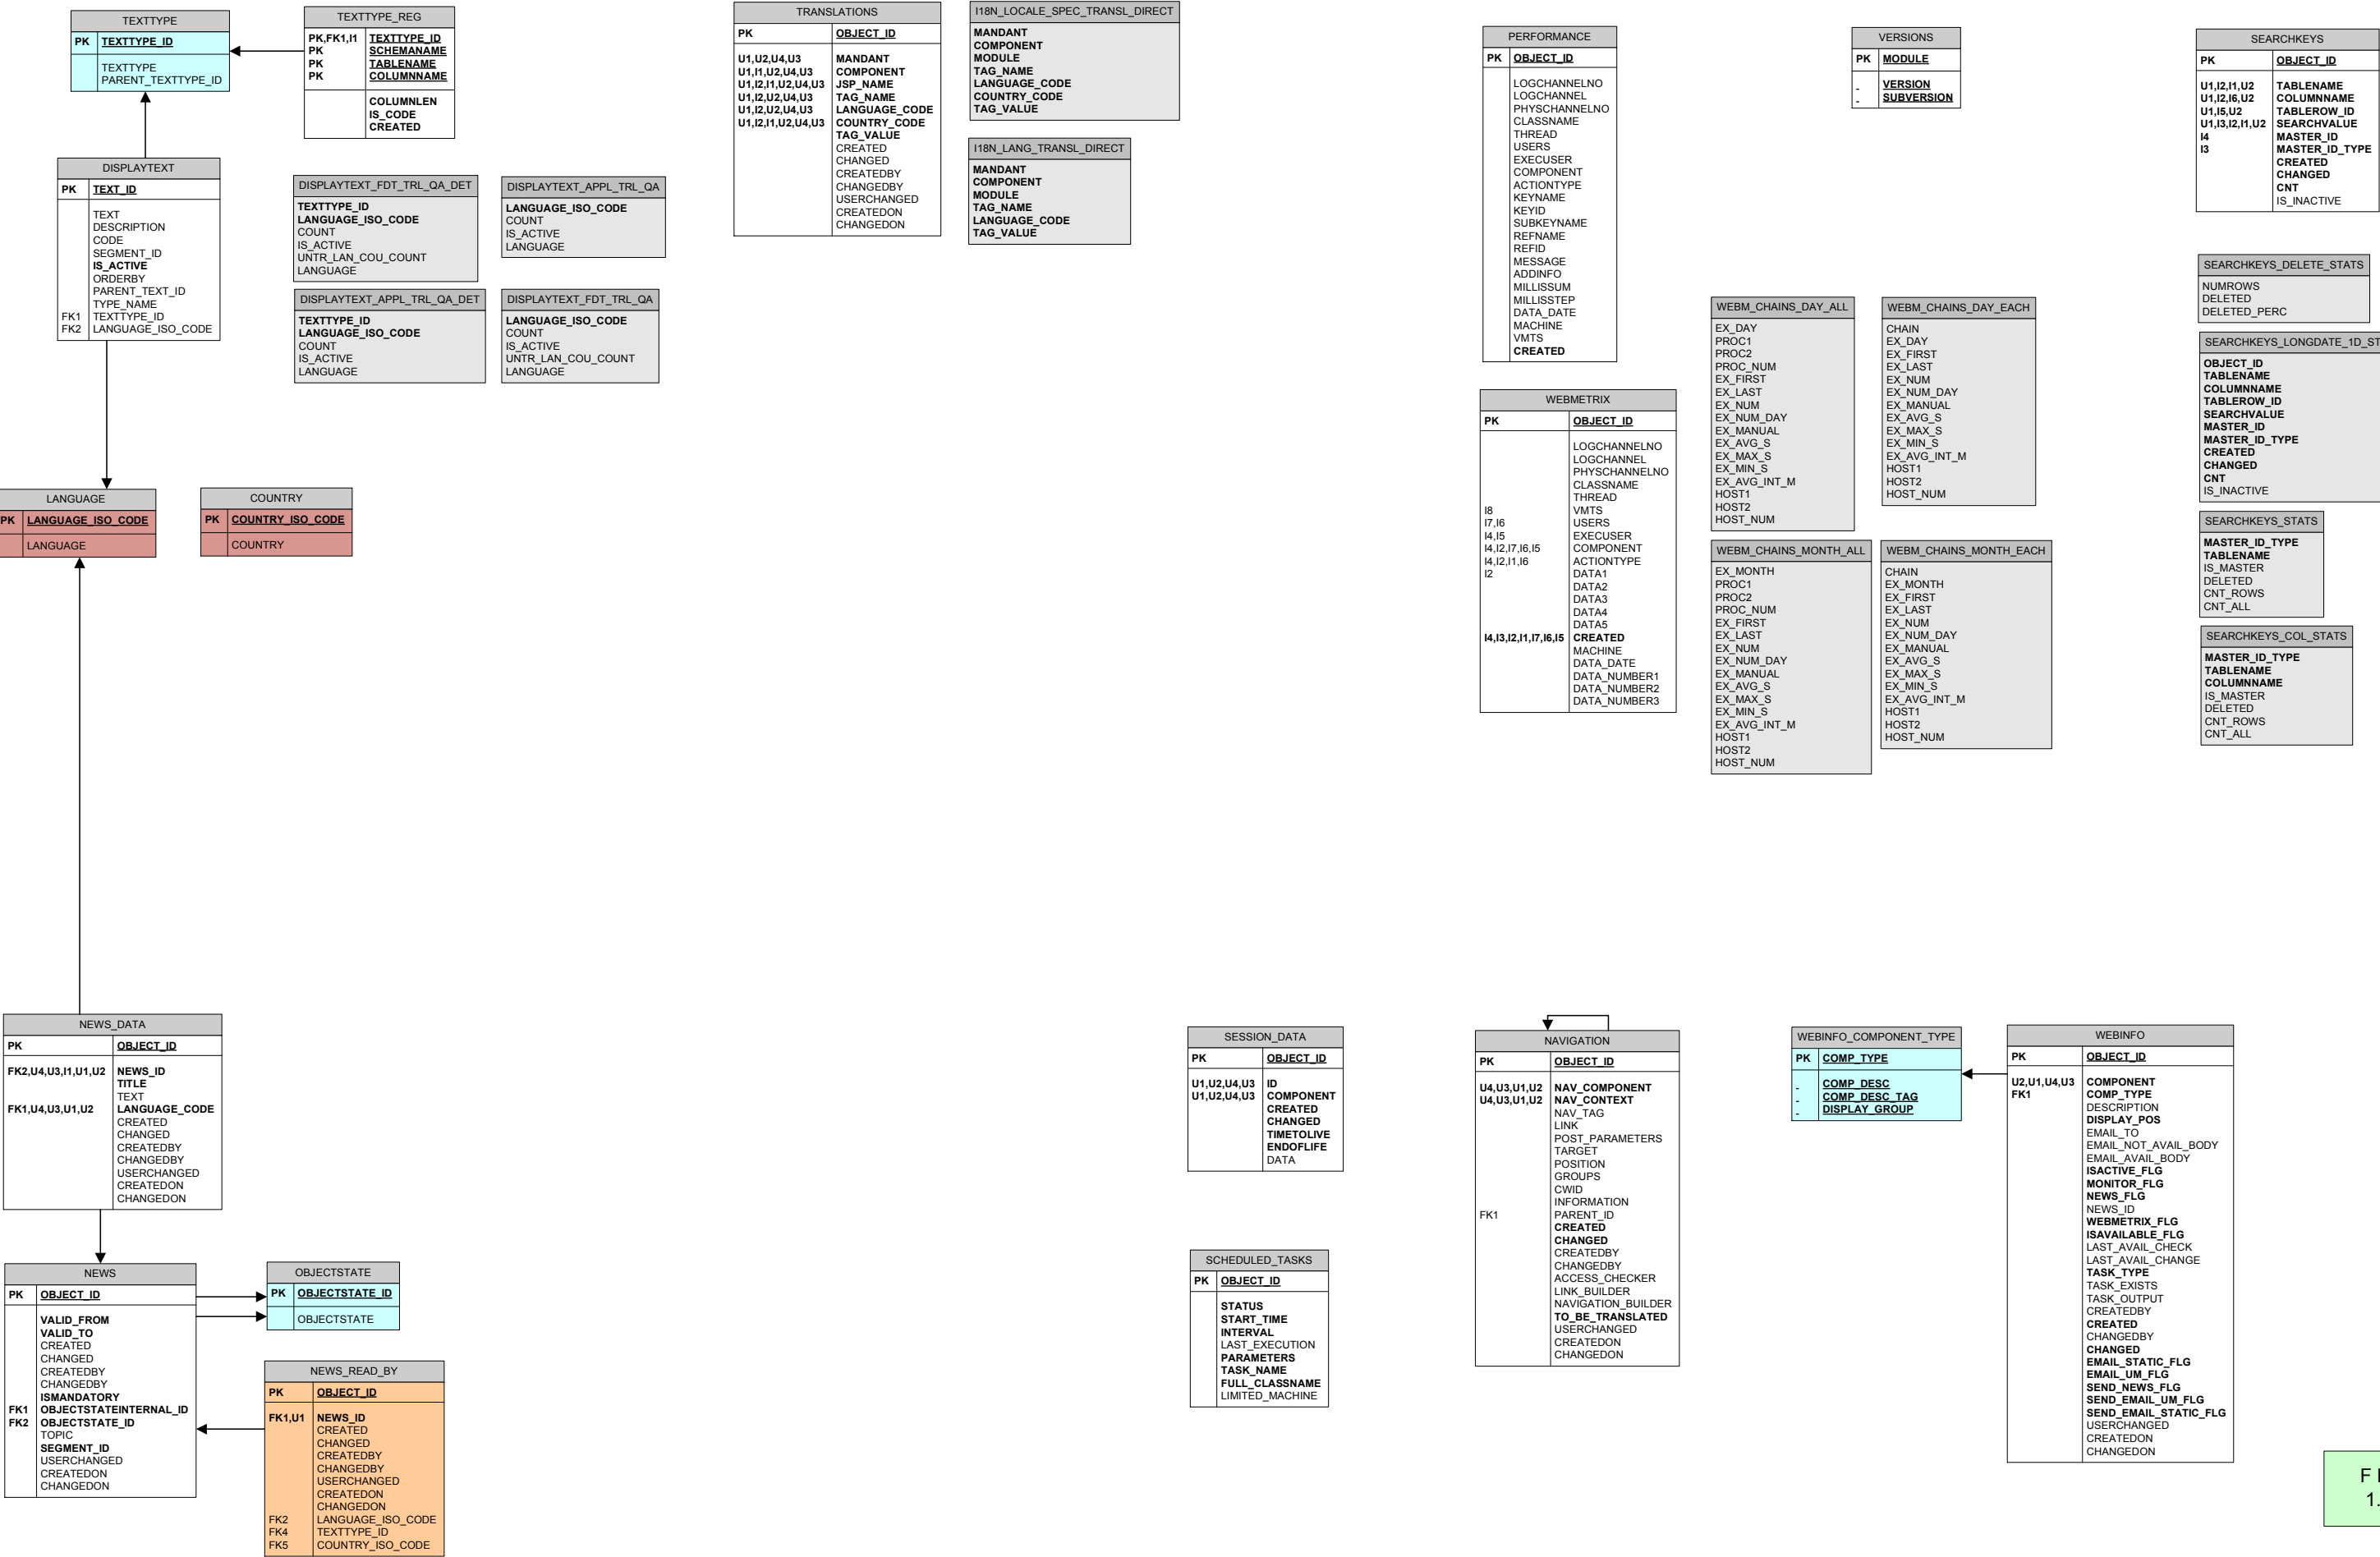 TEXTTYPE
PK TEXTTYPE_ID
TEXTTYPE
PARENT_TEXTTYPE_ID
TEXTTYPE_REG
PK,FK1,I1 TEXTTYPE_ID
PK SCHEMANAME
PK TABLENAME
PK COLUMNNAME
COLUMNLEN
IS_CODE
CREATED
TRANSLATIONS
PK OBJECT_ID
U1,U2,U4,U3 MANDANT
U1,I1,U2,U4,U3 COMPONENT
U1,I2,I1,U2,U4,U3 JSP_NAME
U1,I2,U2,U4,U3 TAG_NAME
U1,I2,U2,U4,U3 LANGUAGE_CODE
U1,I2,I1,U2,U4,U3 COUNTRY_CODE
TAG_VALUE
CREATED
CHANGED
CREATEDBY
CHANGEDBY
USERCHANGED
CREATEDON
CHANGEDON
I18N_LOCALE_SPEC_TRANSL_DIRECT
MANDANT
COMPONENT
MODULE
TAG_NAME
LANGUAGE_CODE
COUNTRY_CODE
TAG_VALUE
I18N_LANG_TRANSL_DIRECT
MANDANT
COMPONENT
MODULE
TAG_NAME
LANGUAGE_CODE
TAG_VALUE
PERFORMANCE
PK OBJECT_ID
LOGCHANNELNO
LOGCHANNEL
PHYSCHANNELNO
CLASSNAME
THREAD
USERS
EXECUSER
COMPONENT
ACTIONTYPE
KEYNAME
KEYID
SUBKEYNAME
REFNAME
REFID
MESSAGE
ADDINFO
MILLISSUM
MILLISSTEP
DATA_DATE
MACHINE
VMTS
CREATED
VERSIONS
PK MODULE
- VERSION
- SUBVERSION
SEARCHKEYS
PK OBJECT_ID
U1,I2,I1,U2 TABLENAME
U1,I2,I6,U2 COLUMNNAME
U1,I5,U2 TABLEROW_ID
U1,I3,I2,I1,U2 SEARCHVALUE
I4 MASTER_ID
I3 MASTER_ID_TYPE
CREATED
CHANGED
CNT
IS_INACTIVE
DISPLAYTEXT
PK TEXT_ID
TEXT
DESCRIPTION
CODE
SEGMENT_ID
IS_ACTIVE
ORDERBY
PARENT_TEXT_ID
TYPE_NAME
FK1 TEXTTYPE_ID
FK2 LANGUAGE_ISO_CODE
DISPLAYTEXT_FDT_TRL_QA_DET
TEXTTYPE_ID
LANGUAGE_ISO_CODE
COUNT
IS_ACTIVE
UNTR_LAN_COU_COUNT
LANGUAGE
DISPLAYTEXT_APPL_TRL_QA
LANGUAGE_ISO_CODE
COUNT
IS_ACTIVE
LANGUAGE
DISPLAYTEXT_APPL_TRL_QA_DET
TEXTTYPE_ID
LANGUAGE_ISO_CODE
COUNT
IS_ACTIVE
LANGUAGE
DISPLAYTEXT_FDT_TRL_QA
LANGUAGE_ISO_CODE
COUNT
IS_ACTIVE
UNTR_LAN_COU_COUNT
LANGUAGE
SEARCHKEYS_DELETE_STATS
NUMROWS
DELETED
DELETED_PERC
WEBM_CHAINS_DAY_ALL
EX_DAY
PROC1
PROC2
PROC_NUM
EX_FIRST
EX_LAST
EX_NUM
EX_NUM_DAY
EX_MANUAL
EX_AVG_S
EX_MAX_S
EX_MIN_S
EX_AVG_INT_M
HOST1
HOST2
HOST_NUM
WEBM_CHAINS_DAY_EACH
CHAIN
EX_DAY
EX_FIRST
EX_LAST
EX_NUM
EX_NUM_DAY
EX_MANUAL
EX_AVG_S
EX_MAX_S
EX_MIN_S
EX_AVG_INT_M
HOST1
HOST2
HOST_NUM
SEARCHKEYS_LONGDATE_1D_ST
OBJECT_ID
TABLENAME
COLUMNNAME
TABLEROW_ID
SEARCHVALUE
MASTER_ID
MASTER_ID_TYPE
CREATED
CHANGED
CNT
IS_INACTIVE
WEBMETRIX
PK OBJECT_ID
LOGCHANNELNO
LOGCHANNEL
PHYSCHANNELNO
CLASSNAME
THREAD
I8 VMTS
I7,I6 USERS
I4,I5 EXECUSER
I4,I2,I7,I6,I5 COMPONENT
I4,I2,I1,I6 ACTIONTYPE
I2 DATA1
DATA2
DATA3
DATA4
DATA5
I4,I3,I2,I1,I7,I6,I5 CREATED
MACHINE
DATA_DATE
DATA_NUMBER1
DATA_NUMBER2
DATA_NUMBER3
LANGUAGE
PK LANGUAGE_ISO_CODE
LANGUAGE
COUNTRY
PK COUNTRY_ISO_CODE
COUNTRY
WEBM_CHAINS_MONTH_ALL
EX_MONTH
PROC1
PROC2
PROC_NUM
EX_FIRST
EX_LAST
EX_NUM
EX_NUM_DAY
EX_MANUAL
EX_AVG_S
EX_MAX_S
EX_MIN_S
EX_AVG_INT_M
HOST1
HOST2
HOST_NUM
WEBM_CHAINS_MONTH_EACH
CHAIN
EX_MONTH
EX_FIRST
EX_LAST
EX_NUM
EX_NUM_DAY
EX_MANUAL
EX_AVG_S
EX_MAX_S
EX_MIN_S
EX_AVG_INT_M
HOST1
HOST2
HOST_NUM
SEARCHKEYS_STATS
MASTER_ID_TYPE
TABLENAME
IS_MASTER
DELETED
CNT_ROWS
CNT_ALL
SEARCHKEYS_COL_STATS
MASTER_ID_TYPE
TABLENAME
COLUMNNAME
IS_MASTER
DELETED
CNT_ROWS
CNT_ALL
NEWS_DATA
PK OBJECT_ID
FK2,U4,U3,I1,U1,U2 NEWS_ID
TITLE
TEXT
FK1,U4,U3,U1,U2 LANGUAGE_CODE
CREATED
CHANGED
CREATEDBY
CHANGEDBY
USERCHANGED
CREATEDON
CHANGEDON
SESSION_DATA
PK OBJECT_ID
U1,U2,U4,U3 ID
U1,U2,U4,U3 COMPONENT
CREATED
CHANGED
TIMETOLIVE
ENDOFLIFE
DATA
NAVIGATION
PK OBJECT_ID
U4,U3,U1,U2 NAV_COMPONENT
U4,U3,U1,U2 NAV_CONTEXT
NAV_TAG
LINK
POST_PARAMETERS
TARGET
POSITION
GROUPS
CWID
INFORMATION
FK1 PARENT_ID
CREATED
CHANGED
CREATEDBY
CHANGEDBY
ACCESS_CHECKER
LINK_BUILDER
NAVIGATION_BUILDER
TO_BE_TRANSLATED
USERCHANGED
CREATEDON
CHANGEDON
WEBINFO_COMPONENT_TYPE
PK COMP_TYPE
- COMP_DESC
- COMP_DESC_TAG
- DISPLAY_GROUP
WEBINFO
PK OBJECT_ID
U2,U1,U4,U3 COMPONENT
FK1 COMP_TYPE
DESCRIPTION
DISPLAY_POS
EMAIL_TO
EMAIL_NOT_AVAIL_BODY
EMAIL_AVAIL_BODY
ISACTIVE_FLG
MONITOR_FLG
NEWS_FLG
NEWS_ID
WEBMETRIX_FLG
ISAVAILABLE_FLG
LAST_AVAIL_CHECK
LAST_AVAIL_CHANGE
TASK_TYPE
TASK_EXISTS
TASK_OUTPUT
CREATEDBY
CREATED
CHANGEDBY
CHANGED
EMAIL_STATIC_FLG
EMAIL_UM_FLG
SEND_NEWS_FLG
SEND_EMAIL_UM_FLG
SEND_EMAIL_STATIC_FLG
USERCHANGED
CREATEDON
CHANGEDON
NEWS
PK OBJECT_ID
VALID_FROM
VALID_TO
CREATED
CHANGED
CREATEDBY
CHANGEDBY
ISMANDATORY
FK1 OBJECTSTATEINTERNAL_ID
FK2 OBJECTSTATE_ID
TOPIC
SEGMENT_ID
USERCHANGED
CREATEDON
CHANGEDON
OBJECTSTATE
PK OBJECTSTATE_ID
OBJECTSTATE
NEWS_READ_BY
PK OBJECT_ID
FK1,U1 NEWS_ID
CREATED
CHANGED
CREATEDBY
CHANGEDBY
USERCHANGED
CREATEDON
CHANGEDON
FK2 LANGUAGE_ISO_CODE
FK4 TEXTTYPE_ID
FK5 COUNTRY_ISO_CODE
SCHEDULED_TASKS
PK OBJECT_ID
STATUS
START_TIME
INTERVAL
LAST_EXECUTION
PARAMETERS
TASK_NAME
FULL_CLASSNAME
LIMITED_MACHINE
F
1.